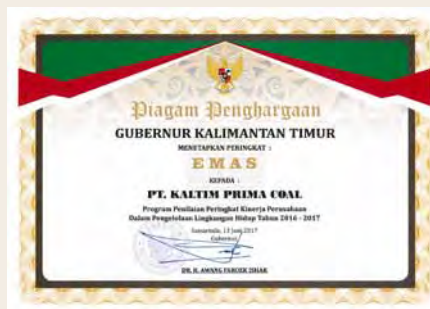 Piagam Penghargaan
GUBERNUR KALIMANTAN TIMUR
MENETAPKAN PERINGKAT :
EMAS
KEPADA :
PT. KALTIM PRIMA COAL
Program Penilaian Peringkat Kinerja Perusahaan
Dalam Pengelolaan Lingkungan Hidup Tahun 2016 - 2017
Samarinda, 13 Juni 2017
Gubernur
DR. H. AWANG FAROEK ISHAK